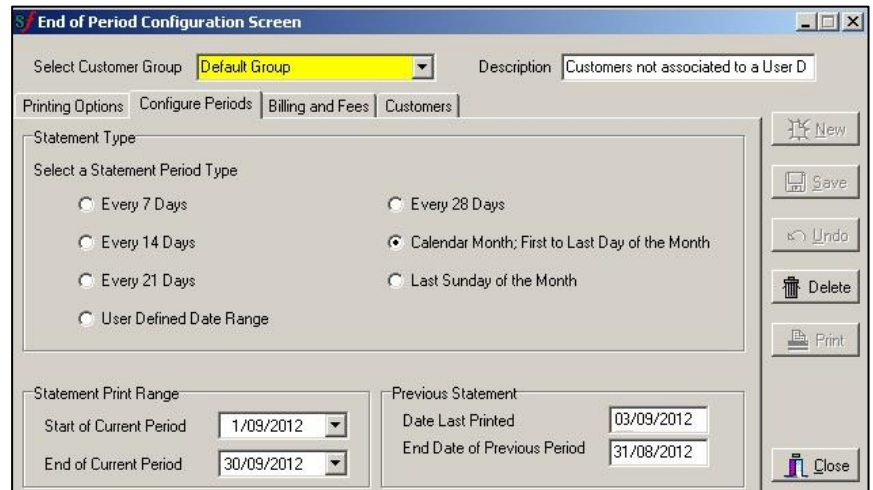 Sf End of Period Configuration Screen
Select Customer Group Default Group Description Customers not associated to a User D
Printing Options Configure Periods Billing and Fees Customers
New
Save
Undo
Delete
Print
Close
Statement Type
Select a Statement Period Type
Every 7 Days Every 28 Days
Every 14 Days Calendar Month; First to Last Day of the Month
Every 21 Days Last Sunday of the Month
User Defined Date Range
Statement Print Range
Start of Current Period 1/09/2012
End of Current Period 30/09/2012
Previous Statement
Date Last Printed 03/09/2012
End Date of Previous Period 31/08/2012